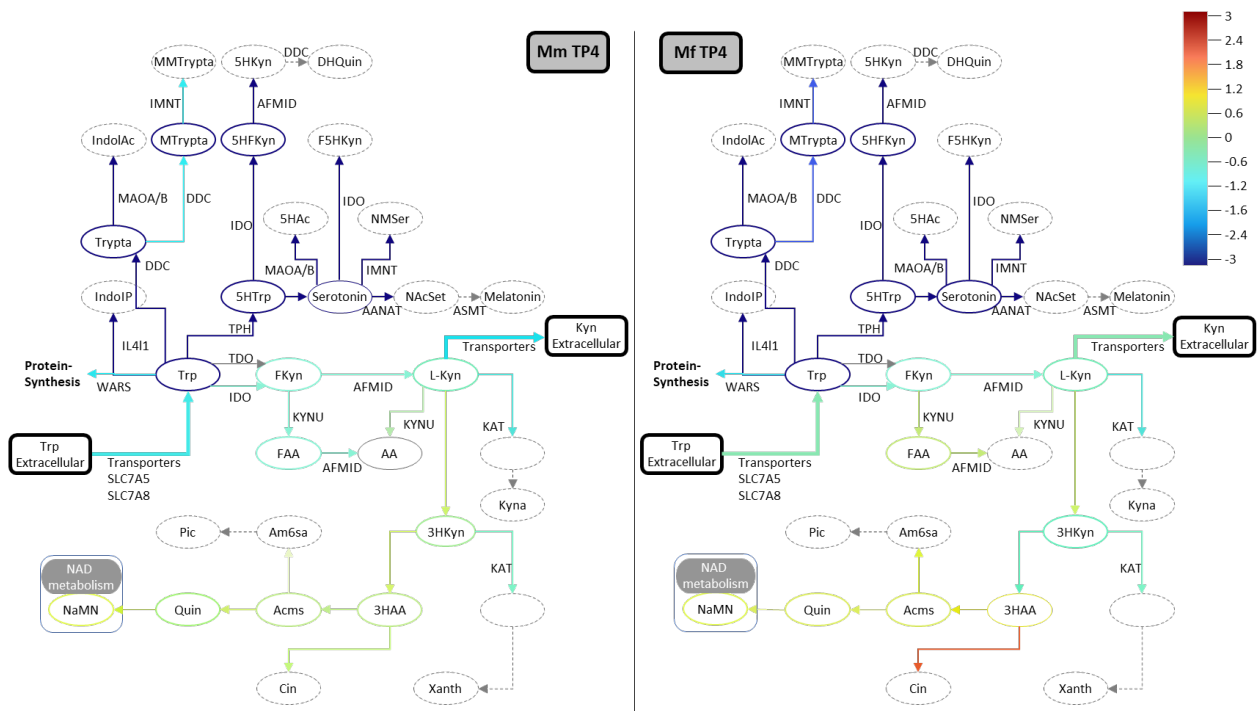 Mm TP4
MMTrypta
5HKyn
DDC
DHQuin
IMNT
AFMID
IndolAc
MTrypta
5HFKyn
F5HKyn
MAOA/B
DDC
IDO
IDO
5HAc
NMSer
Trypta
DDC
MAOA/B
IMNT
IndoIP
5HTrp
Serotonin
NAcSet
Melatonin
AANAT
ASMT
TPH
IL4I1
Kyn
Extracellular
Transporters
Protein-
Synthesis
TDO
WARS
Trp
FKyn
AFMID
L-Kyn
IDO
KYNU
KYNU
KAT
Trp
Extracellular
FAA
AFMID
AA
Transporters
SLC7A5
SLC7A8
Kyna
Pic
Am6sa
3HKyn
KAT
NAD
metabolism
NaMN
Quin
Acms
3HAA
Cin
Xanth
Mf TP4
MMTrypta
5HKyn
DDC
DHQuin
IMNT
AFMID
IndolAc
MTrypta
5HFKyn
F5HKyn
MAOA/B
DDC
IDO
IDO
5HAc
NMSer
Trypta
DDC
MAOA/B
IMNT
IndoIP
5HTrp
Serotonin
NAcSet
Melatonin
AANAT
ASMT
TPH
IL4I1
Kyn
Extracellular
Transporters
Protein-
Synthesis
TDO
WARS
Trp
FKyn
AFMID
L-Kyn
IDO
KYNU
KYNU
KAT
Trp
Extracellular
FAA
AFMID
AA
Transporters
SLC7A5
SLC7A8
Kyna
Pic
Am6sa
3HKyn
KAT
NAD
metabolism
NaMN
Quin
Acms
3HAA
Cin
Xanth
3
2.4
1.8
1.2
0.6
0
-0.6
-1.2
-1.6
-2.4
-3